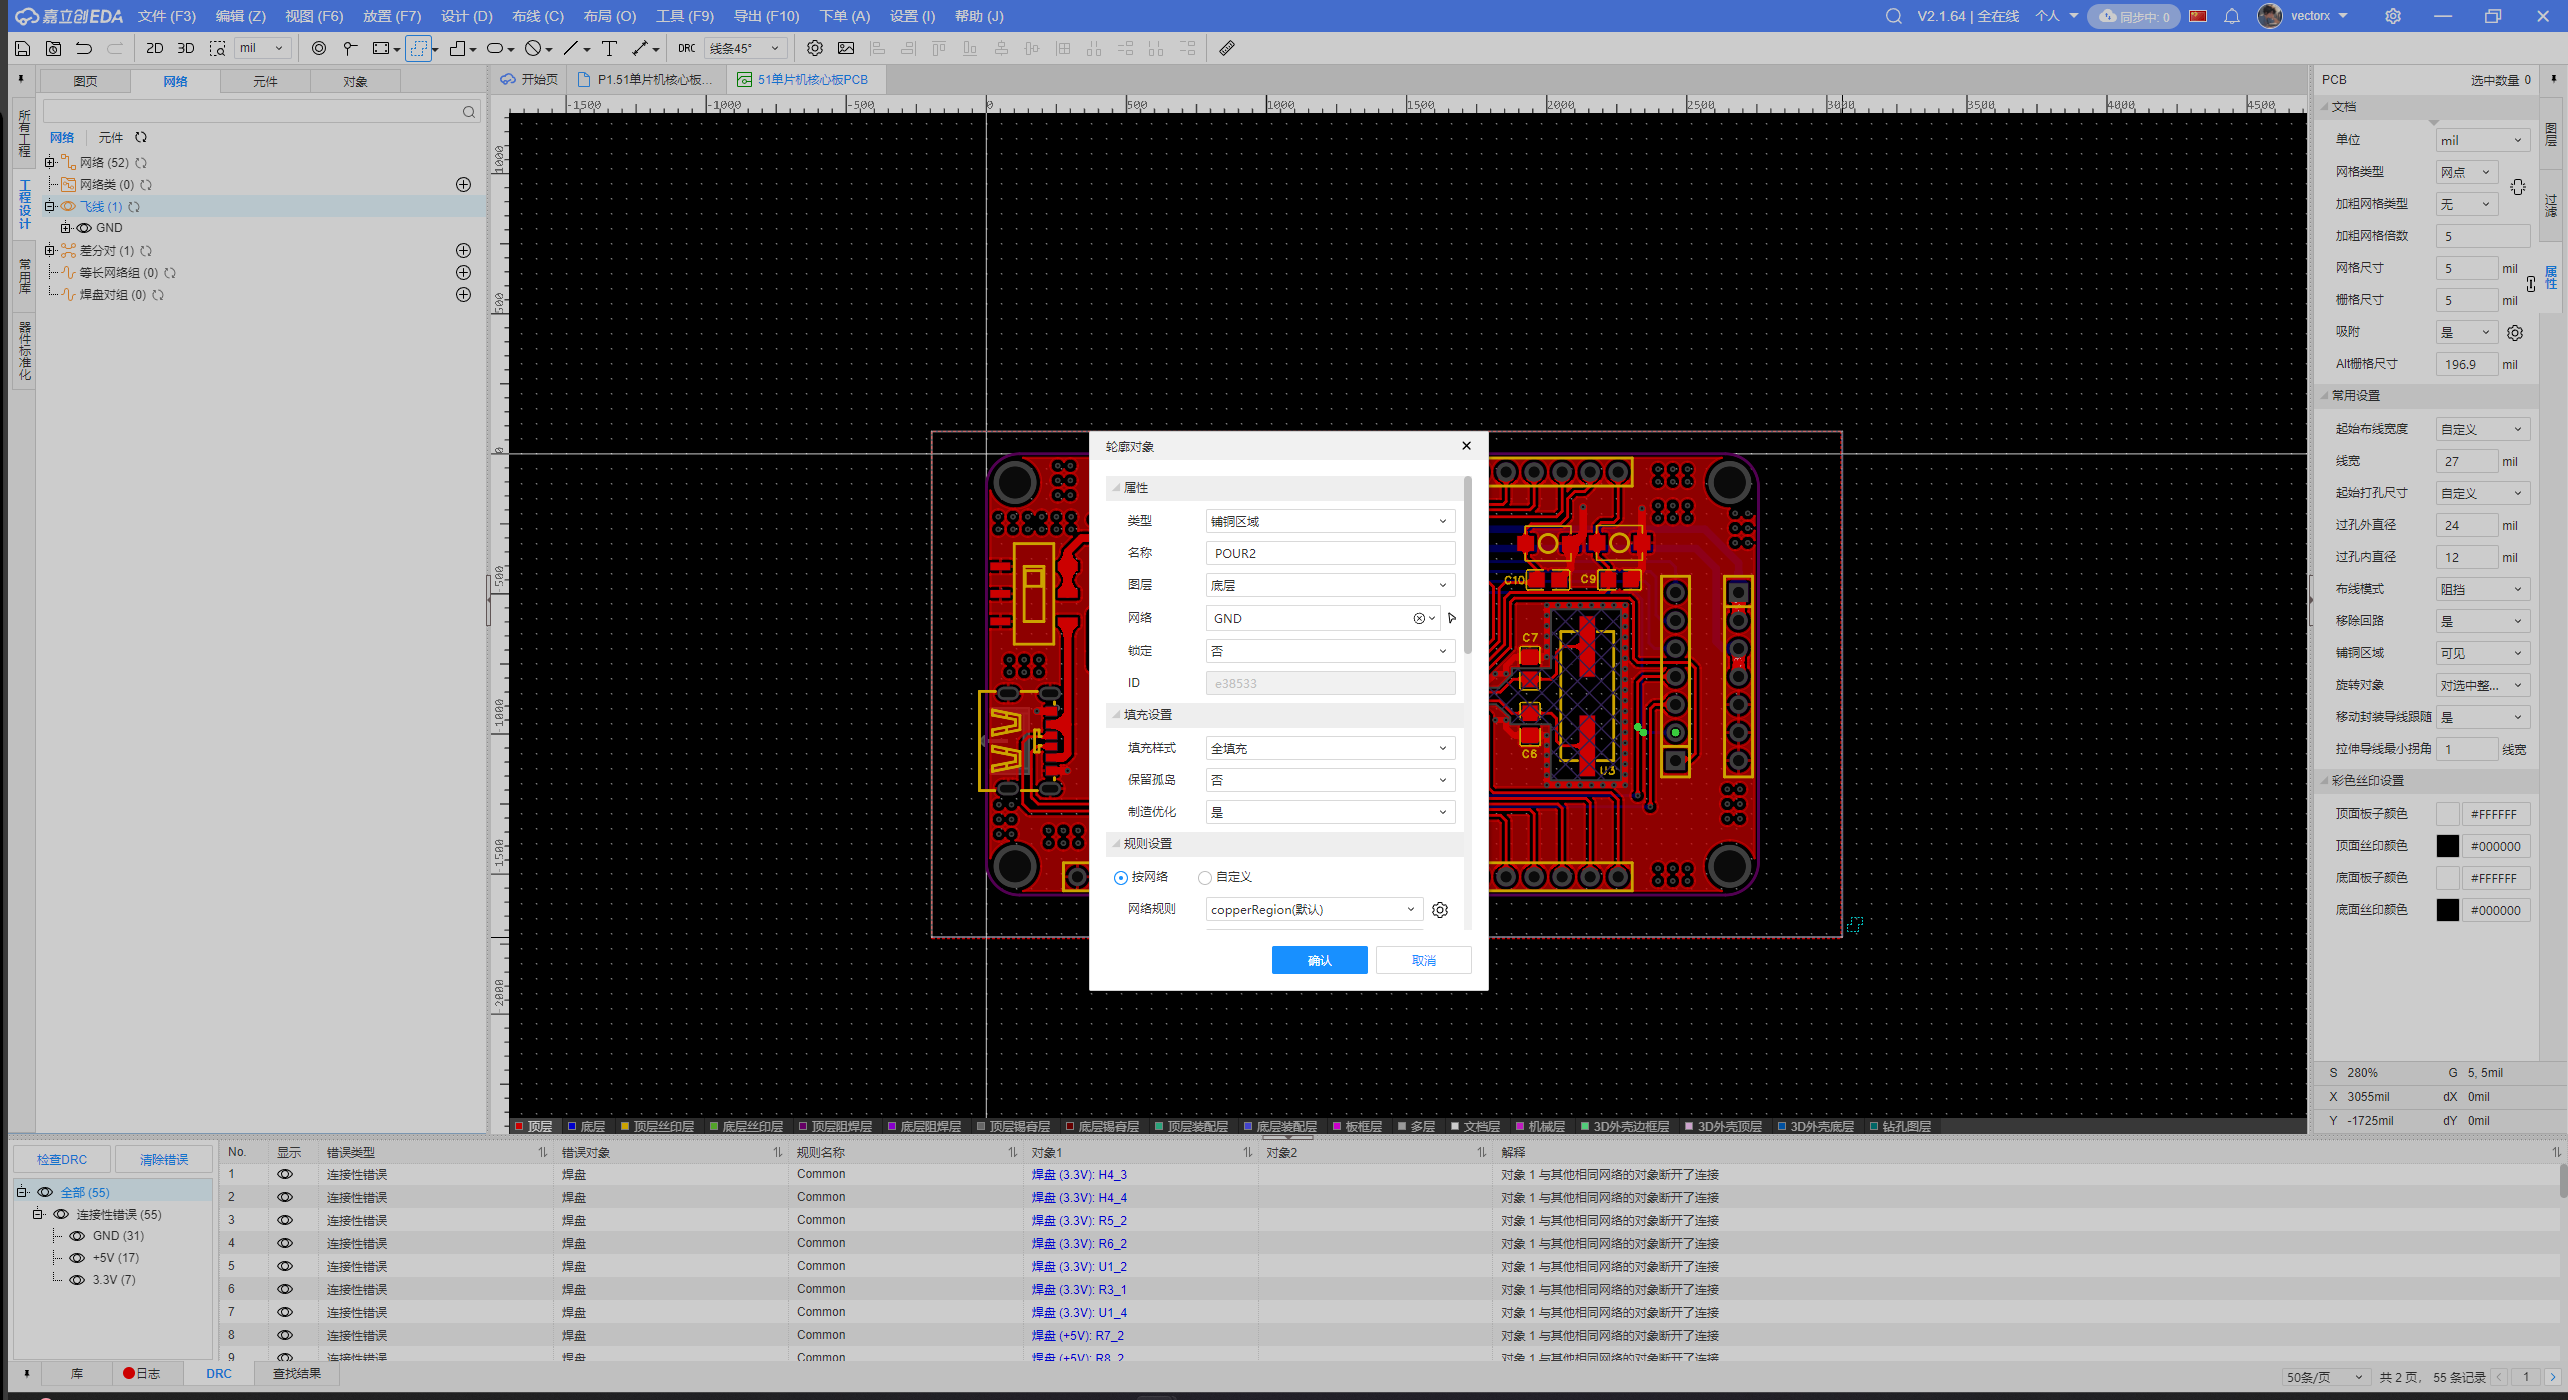 嘉立创EDA 文件 (F3) 编辑 (Z) 视图 (F6) 放置 (F7) 设计 (D) 布线 (C) 布局 (O) 工具 (F9) 导出 (F10) 下单 (A) 设置 (I) 帮助 (J) V2.1.64 | 全在线 个人 同步中: 0 vectorx
2D 3D mil DRC 线条45°
图页 网络 元件 对象
开始页 P1.51单片机核心板... 51单片机核心板PCB
PCB 选中数量 0
所有工程
工程设计
常用库
器件标准化
网络 元件
网络 (52)
网络类 (0)
飞线 (1)
GND
差分对 (1)
等长网络组 (0)
焊盘对组 (0)
-1500 -1000 -500 0 500 1000 1500 2000 2500 3000 3500 4000 4500
1000
500
0
-500
-1000
-1500
-2000
C10 C9
C7
C6
U3
轮廓对象
属性
类型 铺铜区域
名称 POUR2
图层 底层
网络 GND
锁定 否
ID e38533
填充设置
填充样式 全填充
保留孤岛 否
制造优化 是
规则设置
按网络 自定义
网络规则 copperRegion(默认)
确认 取消
图层
过滤
属性
文档
单位 mil
网格类型 网点
加粗网格类型 无
加粗网格倍数 5
网格尺寸 5 mil
栅格尺寸 5 mil
吸附 是
Alt栅格尺寸 196.9 mil
常用设置
起始布线宽度 自定义
线宽 27 mil
起始打孔尺寸 自定义
过孔外直径 24 mil
过孔内直径 12 mil
布线模式 阻挡
移除回路 是
铺铜区域 可见
旋转对象 对选中整...
移动封装导线跟随 是
拉伸导线最小拐角 1 线宽
彩色丝印设置
顶面板子颜色 #FFFFFF
顶面丝印颜色 #000000
底面板子颜色 #FFFFFF
底面丝印颜色 #000000
S 280% G 5, 5mil
X 3055mil dX 0mil
Y -1725mil dY 0mil
顶层 底层 顶层丝印层 底层丝印层 顶层阻焊层 底层阻焊层 顶层锡膏层 底层锡膏层 顶层装配层 底层装配层 板框层 多层 文档层 机械层 3D外壳边框层 3D外壳顶层 3D外壳底层 钻孔图层
检查DRC 清除错误
全部 (55)
连接性错误 (55)
GND (31)
+5V (17)
3.3V (7)
No. 显示 错误类型 错误对象 规则名称 对象1 对象2 解释
1 连接性错误 焊盘 Common 焊盘 (3.3V): H4_3 对象 1 与其他相同网络的对象断开了连接
2 连接性错误 焊盘 Common 焊盘 (3.3V): H4_4 对象 1 与其他相同网络的对象断开了连接
3 连接性错误 焊盘 Common 焊盘 (3.3V): R5_2 对象 1 与其他相同网络的对象断开了连接
4 连接性错误 焊盘 Common 焊盘 (3.3V): R6_2 对象 1 与其他相同网络的对象断开了连接
5 连接性错误 焊盘 Common 焊盘 (3.3V): U1_2 对象 1 与其他相同网络的对象断开了连接
6 连接性错误 焊盘 Common 焊盘 (3.3V): R3_1 对象 1 与其他相同网络的对象断开了连接
7 连接性错误 焊盘 Common 焊盘 (3.3V): U1_4 对象 1 与其他相同网络的对象断开了连接
8 连接性错误 焊盘 Common 焊盘 (+5V): R7_2 对象 1 与其他相同网络的对象断开了连接
9 连接性错误 焊盘 Common 焊盘 (+5V): R8_2 对象 1 与其他相同网络的对象断开了连接
库 日志 DRC 查找结果
50条/页 共 2 页, 55 条记录 1